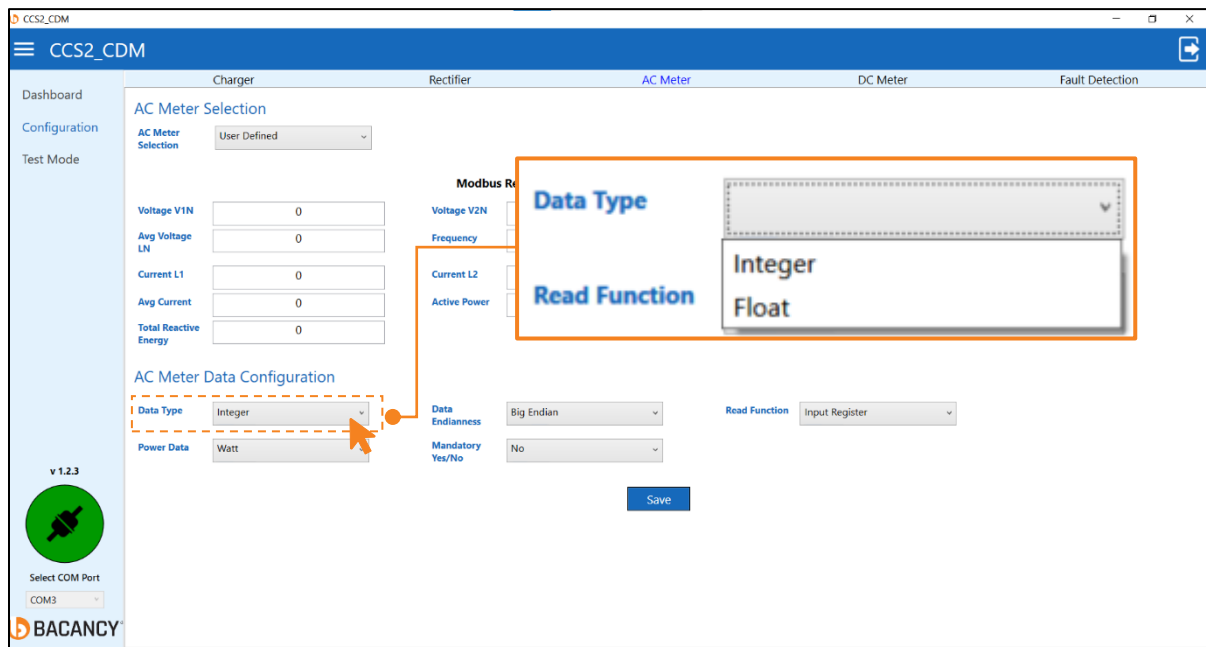 CCS2_CDM
CCS2_CDM
Charger Rectifier AC Meter DC Meter Fault Detection
Dashboard
Configuration
Test Mode
AC Meter Selection
AC Meter Selection User Defined
Modbus
Voltage V1N 0 Voltage V2N
Avg Voltage LN 0 Frequency
Current L1 0 Current L2
Avg Current 0 Active Power
Total Reactive Energy 0
Data Type
Integer
Float
Read Function
AC Meter Data Configuration
Data Type Integer Data Endianness Big Endian Read Function Input Register
Power Data Watt Mandatory Yes/No No
Save
v 1.2.3
Select COM Port
COM3
BACANCY